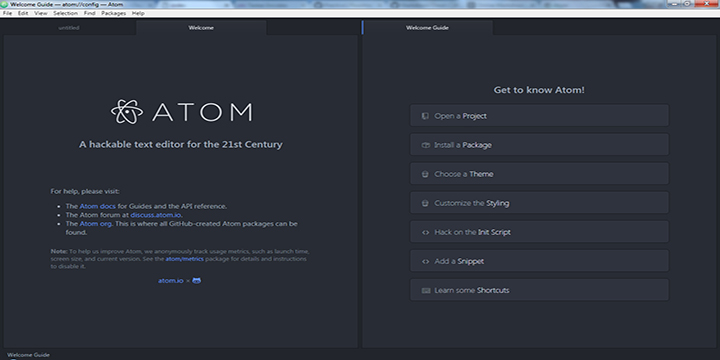 Welcome Guide — atom://config — Atom
File Edit View Selection Find Packages Help
untitled
Welcome
Welcome Guide
ATOM
A hackable text editor for the 21st Century
For help, please visit:
• The Atom docs for Guides and the API reference.
• The Atom forum at discuss.atom.io.
• The Atom org. This is where all GitHub-created Atom packages can be
found.
Note: To help us improve Atom, we anonymously track usage metrics, such as launch time,
screen size, and current version. See the atom/metrics package for details and instructions
to disable it.
atom.io ×
Get to know Atom!
Open a Project
Install a Package
Choose a Theme
Customize the Styling
Hack on the Init Script
Add a Snippet
Learn some Shortcuts
Welcome Guide